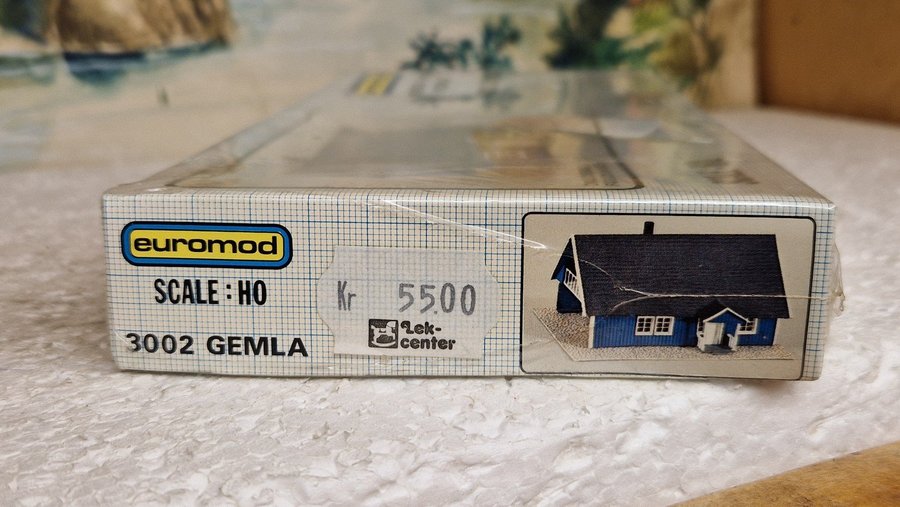 euromod
SCALE : HO
3002 GEMLA
Kr 55.00
Lek-
center